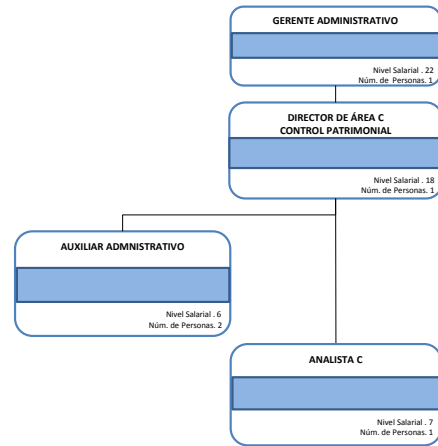 GERENTE ADMINISTRATIVO
Nivel Salarial . 22
Núm. de Personas. 1
DIRECTOR DE ÁREA C
CONTROL PATRIMONIAL
Nivel Salarial . 18
Núm. de Personas. 1
AUXILIAR ADMNISTRATIVO
Nivel Salarial . 6
Núm. de Personas. 2
ANALISTA C
Nivel Salarial . 7
Núm. de Personas. 1